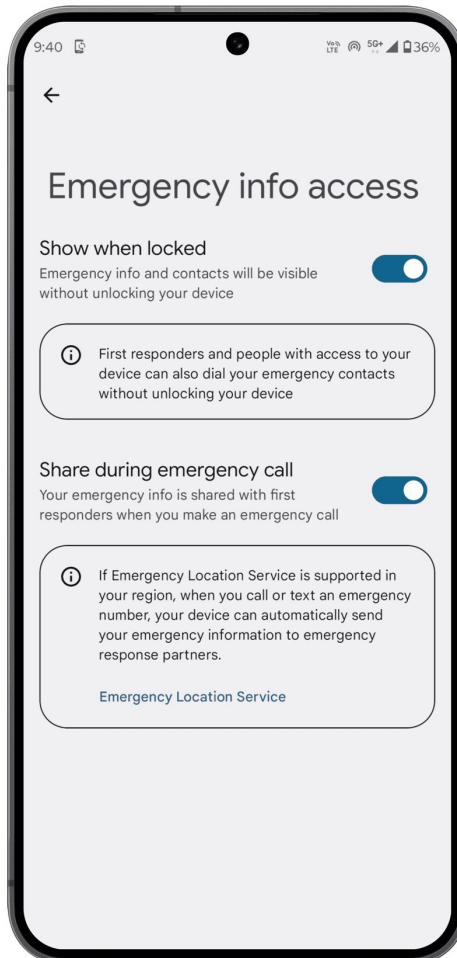 9:40
Vo))
LTE
5G+
36%
Emergency info access
Show when locked
Emergency info and contacts will be visible
without unlocking your device
First responders and people with access to your
device can also dial your emergency contacts
without unlocking your device
Share during emergency call
Your emergency info is shared with first
responders when you make an emergency call
If Emergency Location Service is supported in
your region, when you call or text an emergency
number, your device can automatically send
your emergency information to emergency
response partners.
Emergency Location Service